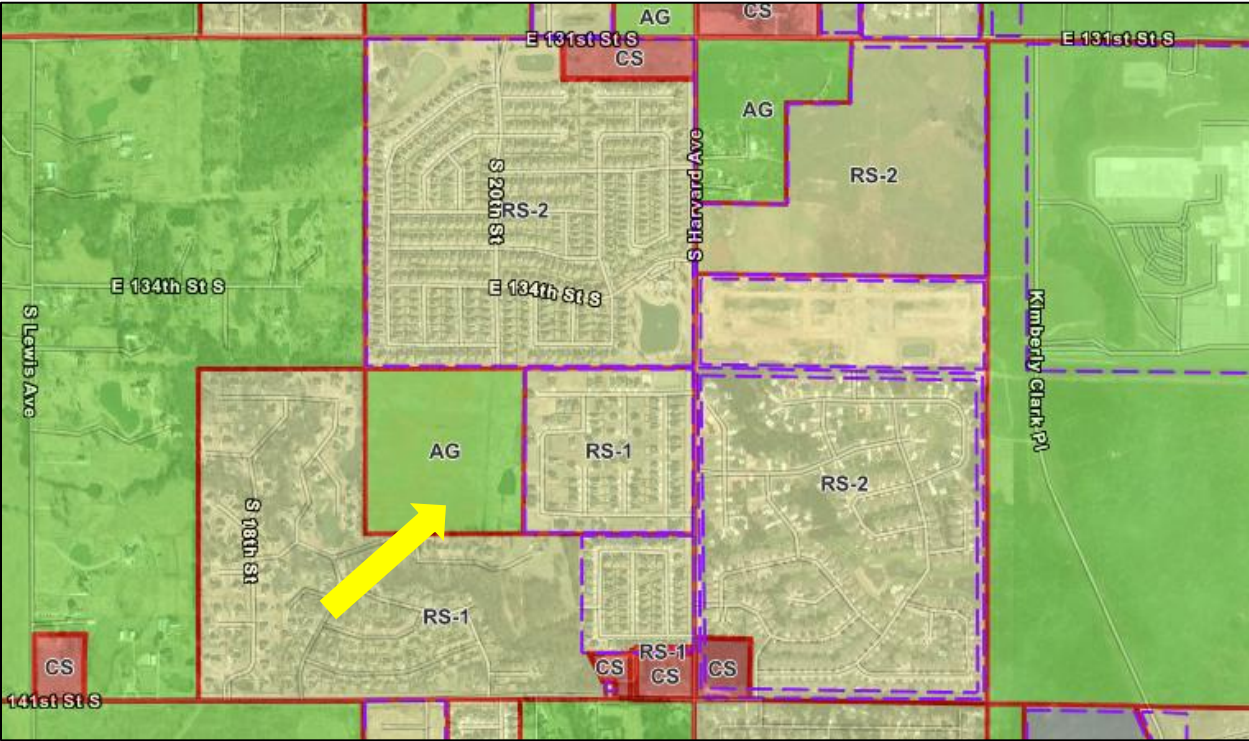 AG
CS
E 131st St S
E 131st St S
CS
AG
S Harvard Ave
RS-2
S 20th St
RS-2
E 134th St S
E 134th St S
S Lewis Ave
Kimberly Clark Pl
AG
RS-1
RS-2
S 18th St
RS-1
RS-1
CS
CS
CS
CS
141st St S